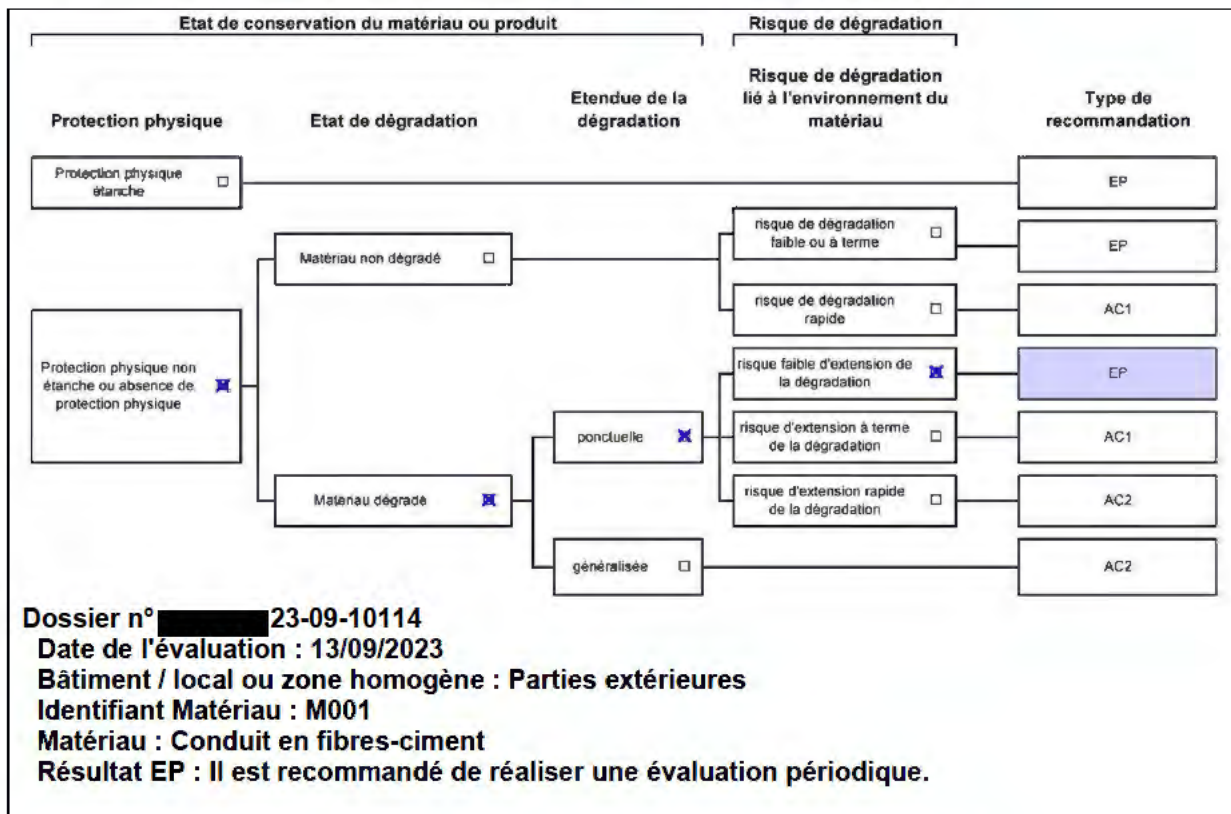 Etat de conservation du matériau ou produit
Risque de dégradation
Protection physique
Etat de dégradation
Etendue de la
dégradation
Risque de dégradation
lié à l'environnement du
matériau
Type de
recommandation
Protection physique
étanche
EP
Matériau non dégradé
risque de dégradation
faible ou à terme
EP
risque de dégradation
rapide
AC1
Protection physique non
étanche ou absence de
protection physique
risque faible d'extension de
la dégradation
EP
ponctuelle
risque d'extension à terme
de la dégradation
AC1
Matériau dégradé
risque d'extension rapide
de la dégradation
AC2
généralisée
AC2
Dossier n° 23-09-10114
Date de l'évaluation : 13/09/2023
Bâtiment / local ou zone homogène : Parties extérieures
Identifiant Matériau : M001
Matériau : Conduit en fibres-ciment
Résultat EP : Il est recommandé de réaliser une évaluation périodique.